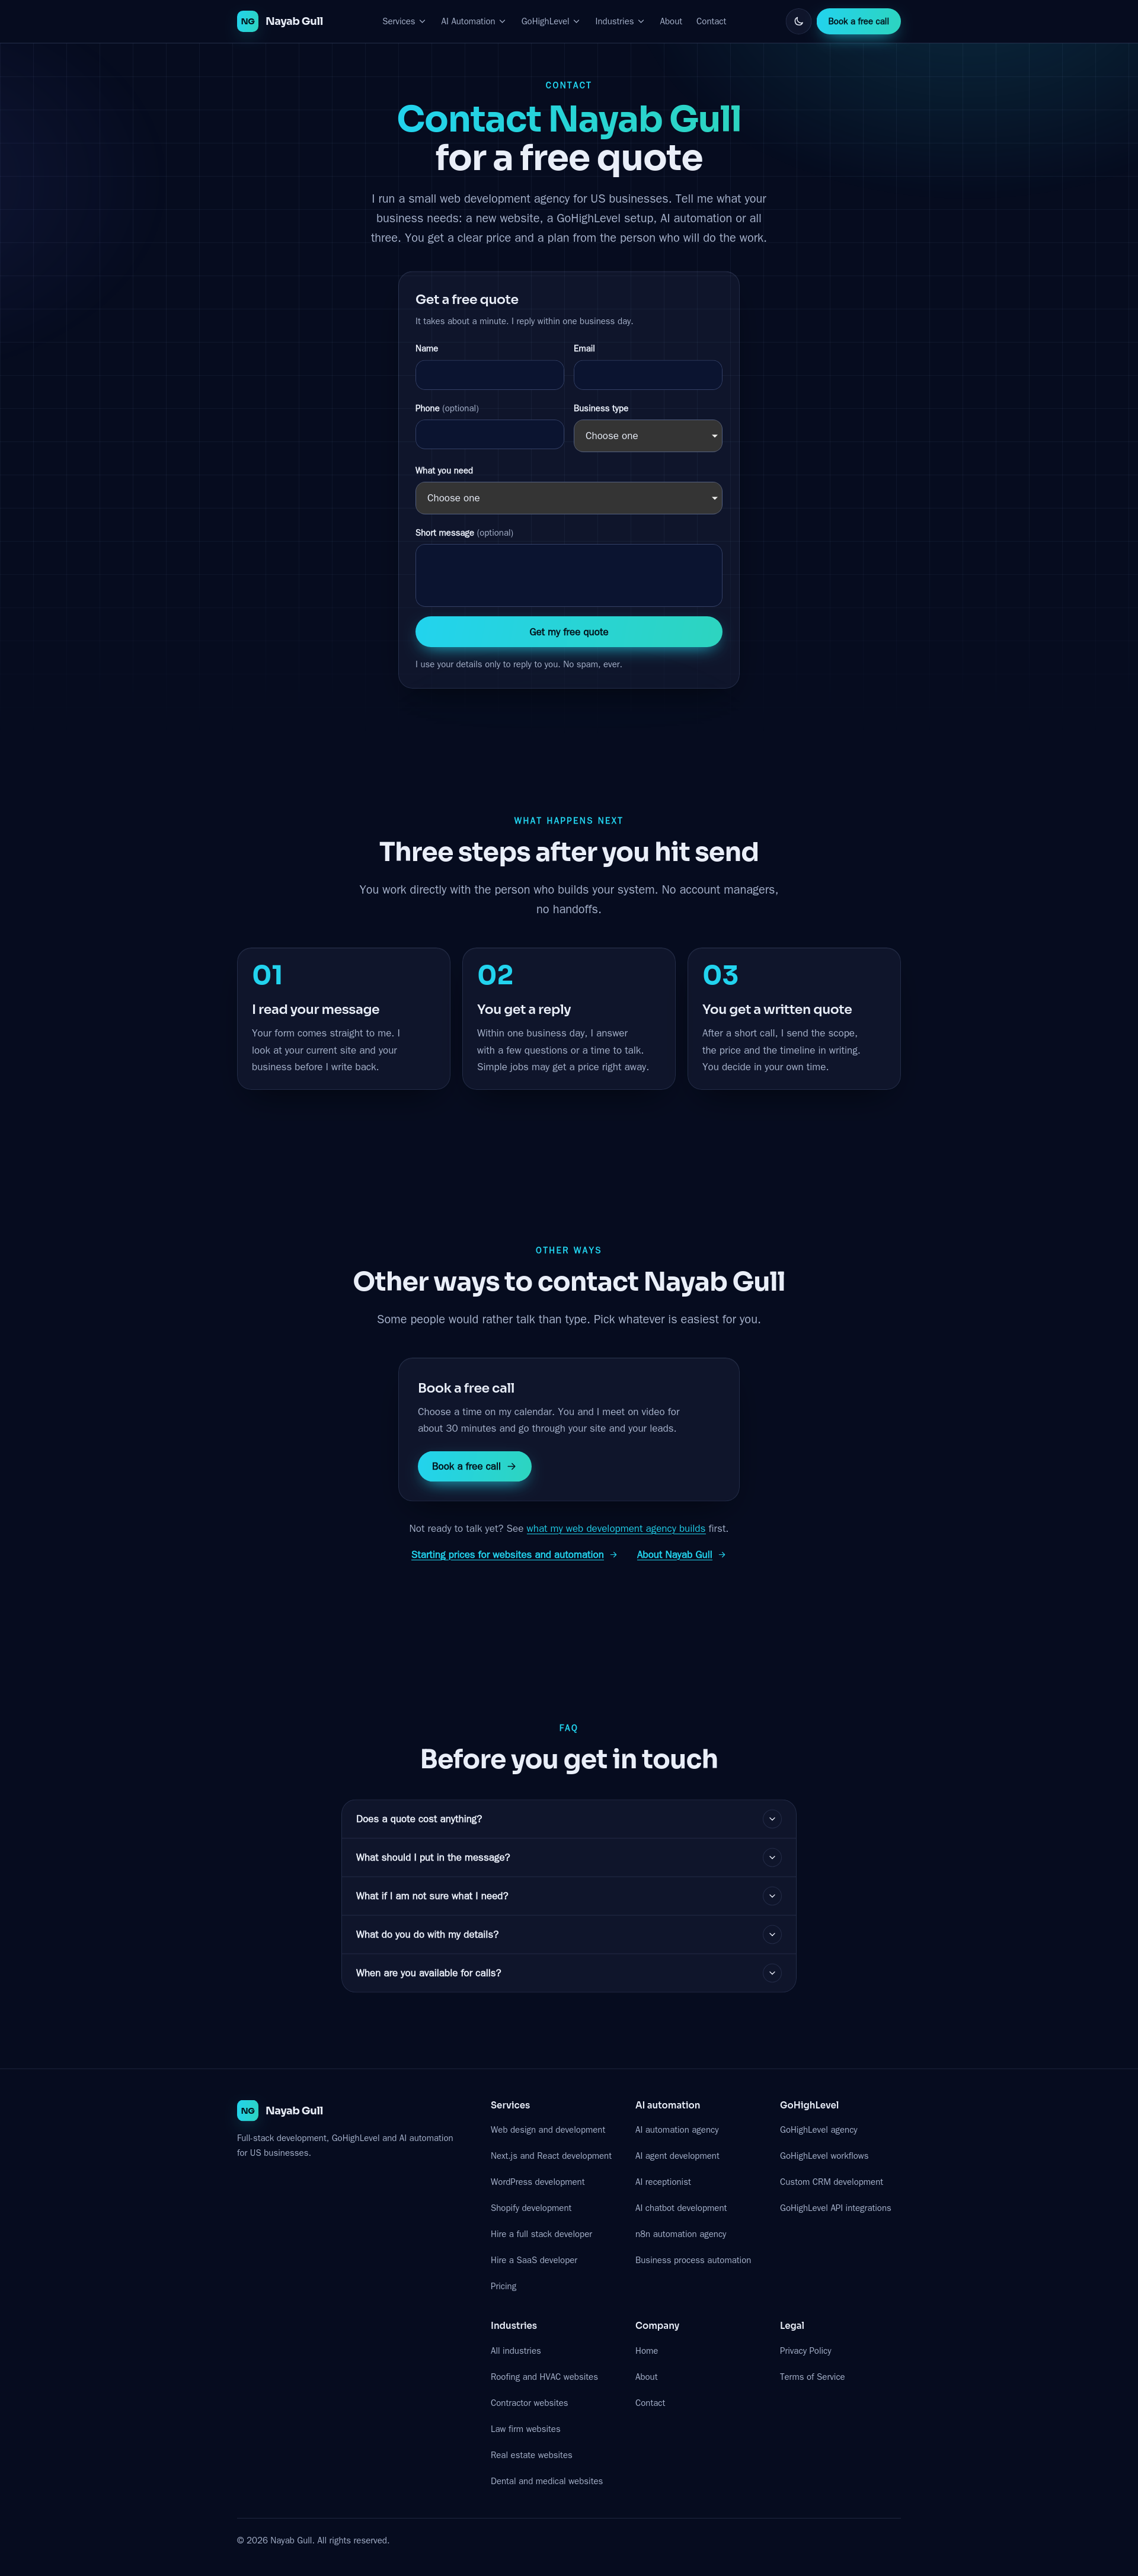 NG Nayab Gull Services AI Automation GoHighLevel Industries About Contact Book a free call
CONTACT
Contact Nayab Gull
for a free quote
I run a small web development agency for US businesses. Tell me what your
business needs: a new website, a GoHighLevel setup, AI automation or all
three. You get a clear price and a plan from the person who will do the work.
Get a free quote
It takes about a minute. I reply within one business day.
Name
Email
Phone (optional)
Business type
Choose one
What you need
Choose one
Short message (optional)
Get my free quote
I use your details only to reply to you. No spam, ever.
WHAT HAPPENS NEXT
Three steps after you hit send
You work directly with the person who builds your system. No account managers,
no handoffs.
01
I read your message
Your form comes straight to me. I
look at your current site and your
business before I write back.
02
You get a reply
Within one business day, I answer
with a few questions or a time to talk.
Simple jobs may get a price right away.
03
You get a written quote
After a short call, I send the scope,
the price and the timeline in writing.
You decide in your own time.
OTHER WAYS
Other ways to contact Nayab Gull
Some people would rather talk than type. Pick whatever is easiest for you.
Book a free call
Choose a time on my calendar. You and I meet on video for
about 30 minutes and go through your site and your leads.
Book a free call →
Not ready to talk yet? See what my web development agency builds first.
Starting prices for websites and automation → About Nayab Gull →
FAQ
Before you get in touch
Does a quote cost anything?
What should I put in the message?
What if I am not sure what I need?
What do you do with my details?
When are you available for calls?
NG Nayab Gull
Full-stack development, GoHighLevel and AI automation
for US businesses.
Services
Web design and development
Next.js and React development
WordPress development
Shopify development
Hire a full stack developer
Hire a SaaS developer
Pricing
AI automation
AI automation agency
AI agent development
AI receptionist
AI chatbot development
n8n automation agency
Business process automation
GoHighLevel
GoHighLevel agency
GoHighLevel workflows
Custom CRM development
GoHighLevel API integrations
Industries
All industries
Roofing and HVAC websites
Contractor websites
Law firm websites
Real estate websites
Dental and medical websites
Company
Home
About
Contact
Legal
Privacy Policy
Terms of Service
© 2026 Nayab Gull. All rights reserved.